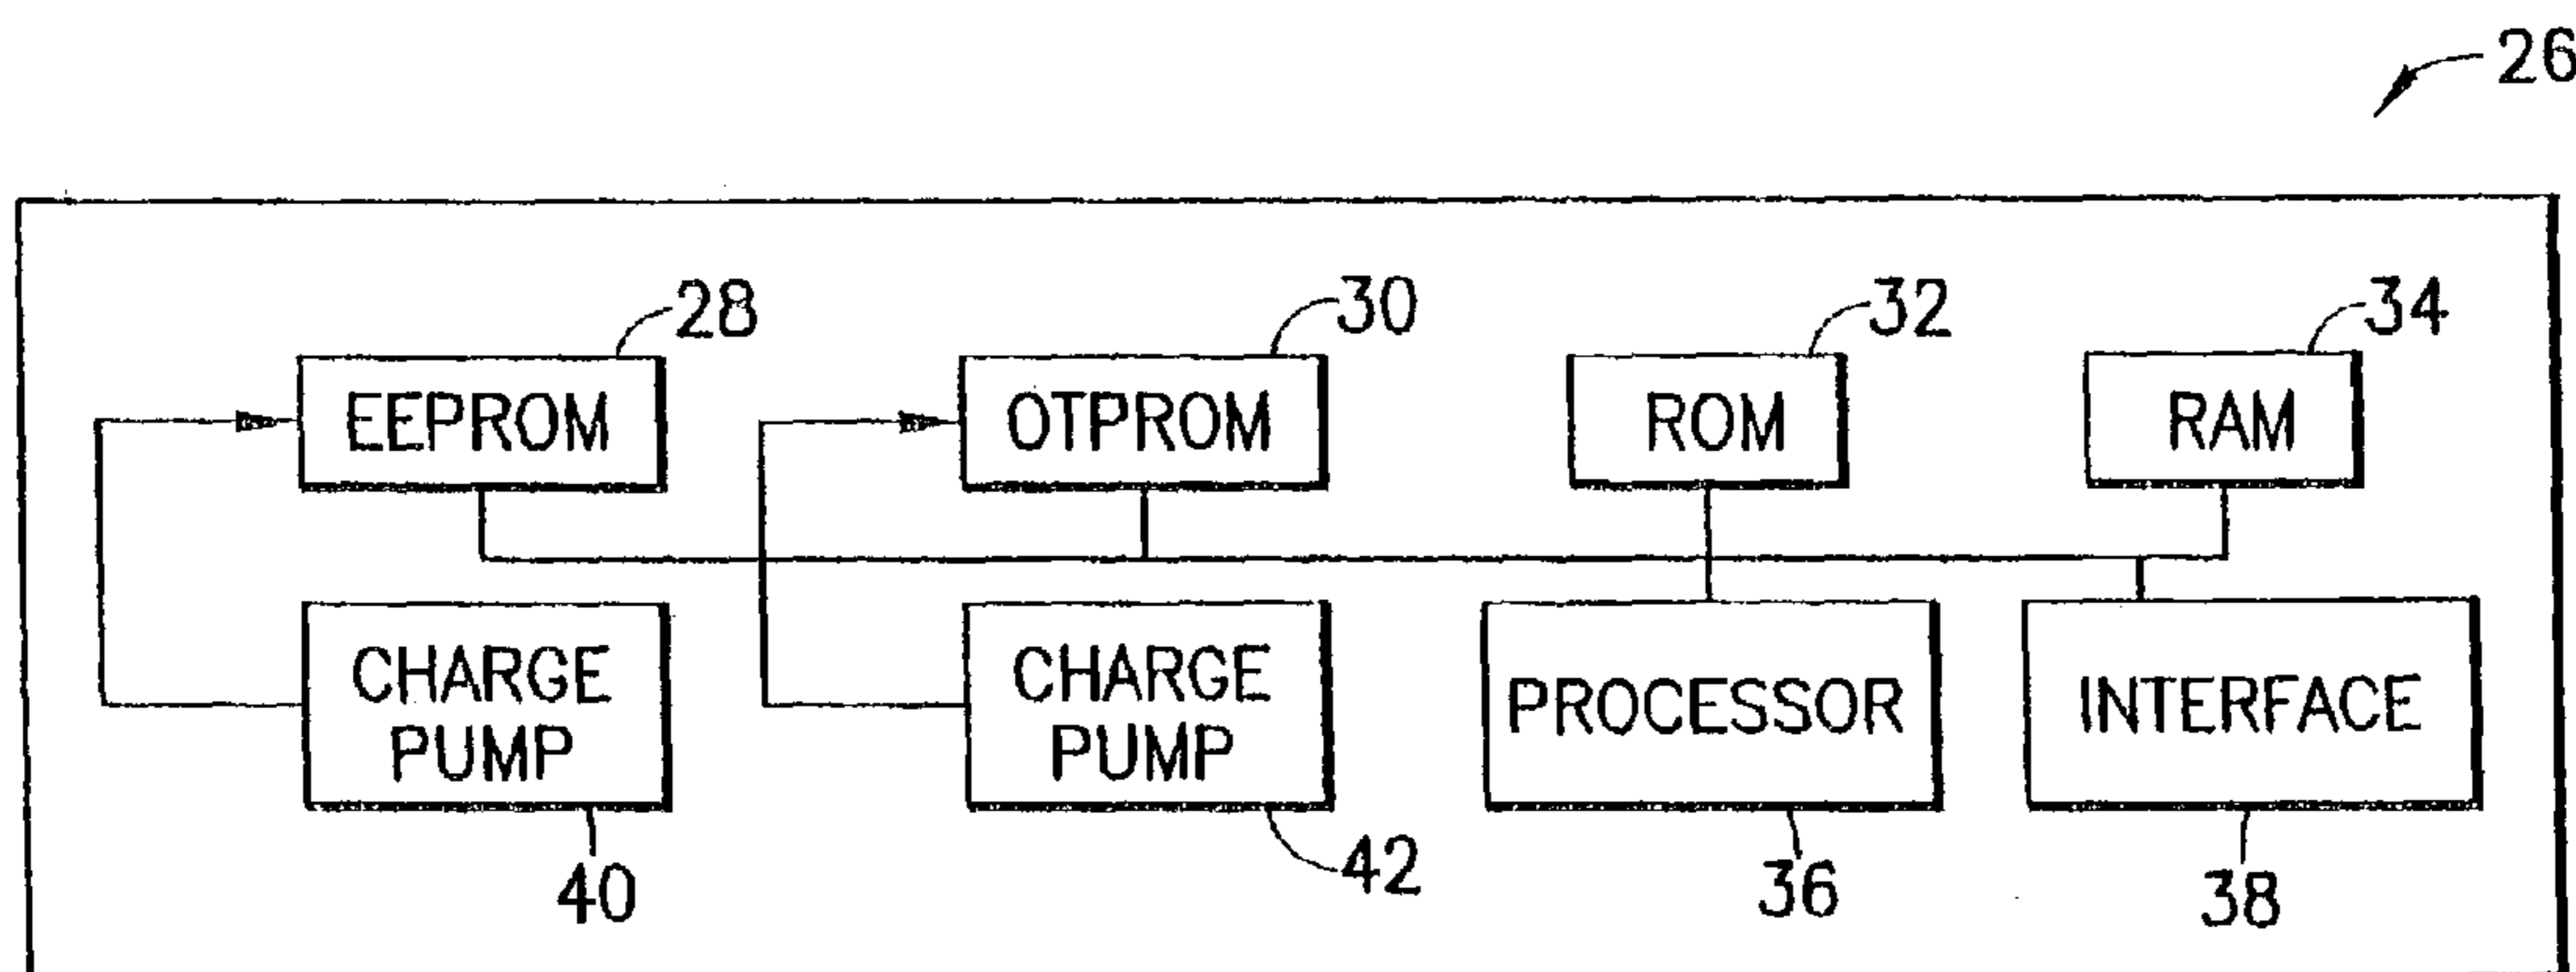 26
28
30
32
34
EEPROM
OTPROM
ROM
RAM
CHARGE
PUMP
CHARGE
PUMP
PROCESSOR
INTERFACE
40
42
36
38